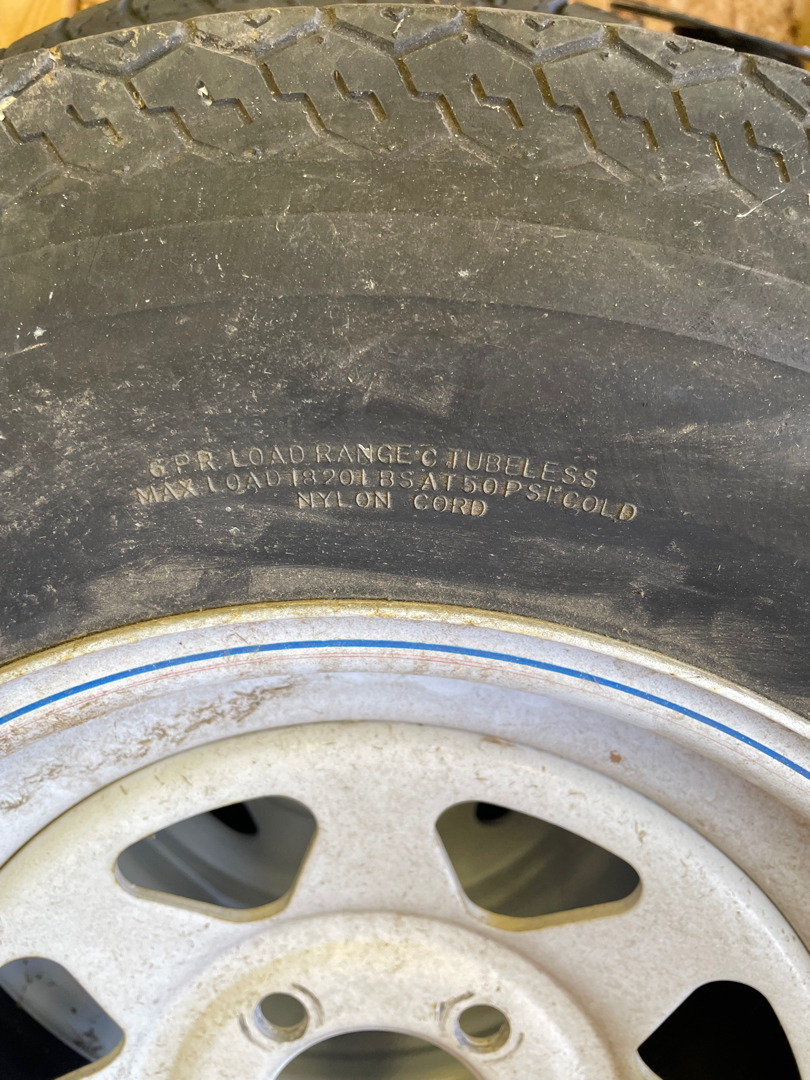 6 P.R. LOAD RANGE C TUBELESS
MAX LOAD 1820 LBS AT 50 PSI COLD
NYLON CORD